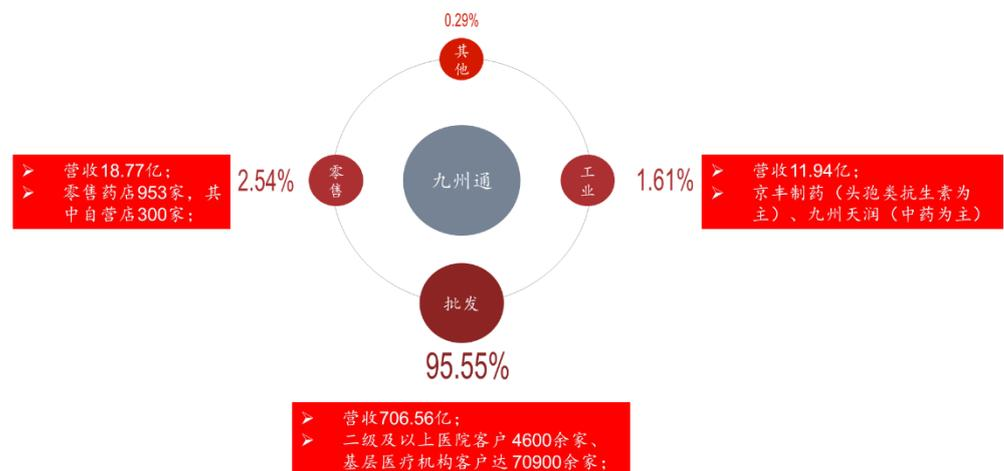 0.29%
其
他
➢ 营收18.77亿；
➢ 零售药店953家，其
中自营店300家；
2.54%
零
售
九州通
工
业
1.61%
➢ 营收11.94亿；
➢ 京丰制药（头孢类抗生素为
主）、九州天润（中药为主）
批发
95.55%
➢ 营收706.56亿；
➢ 二级及以上医院客户4600余家、
基层医疗机构客户达70900余家；